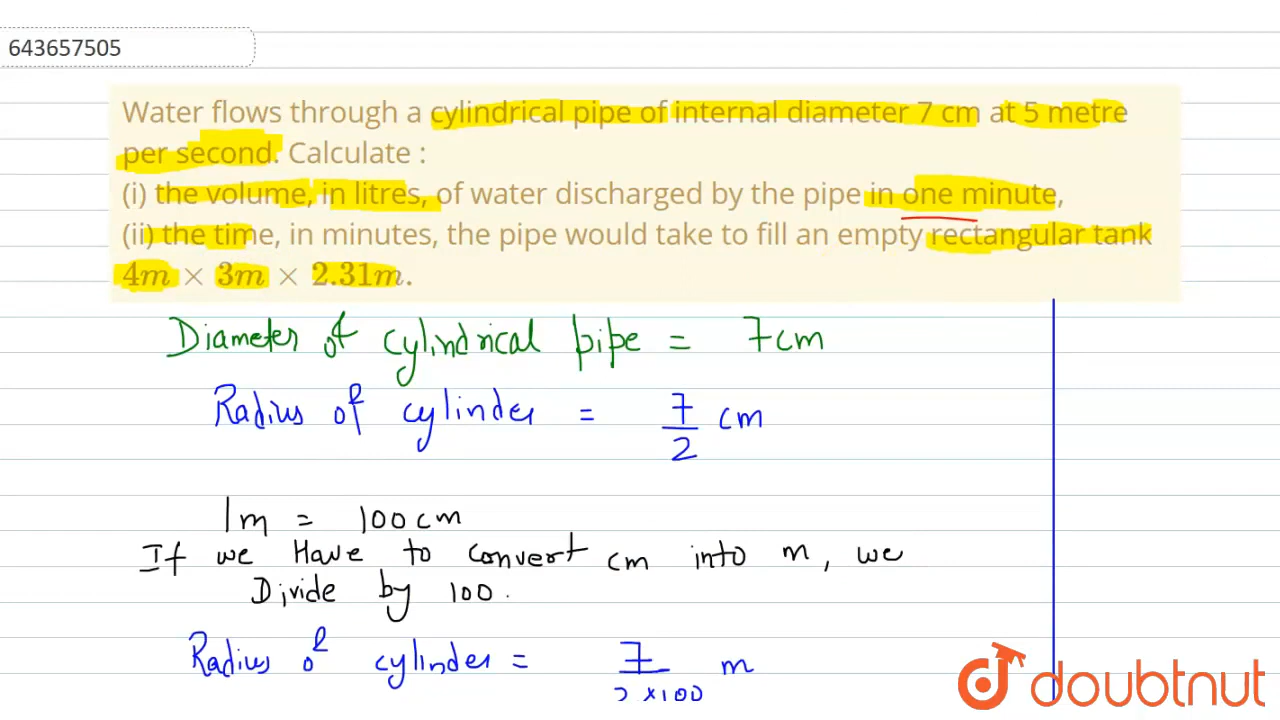 643657505
Water flows through a cylindrical pipe of internal diameter 7 cm at 5 metre
per second. Calculate :
(i) the volume, in litres, of water discharged by the pipe in one minute,
(ii) the time, in minutes, the pipe would take to fill an empty rectangular tank
4m × 3m × 2.31m.
Diameter of cylindrical pipe = 7cm
Radius of cylinder = 7/2 cm
1m = 100cm
If we Have to convert cm into m, we
Divide by 100.
Radius of cylinder = 7/2×100 m
doubtnut